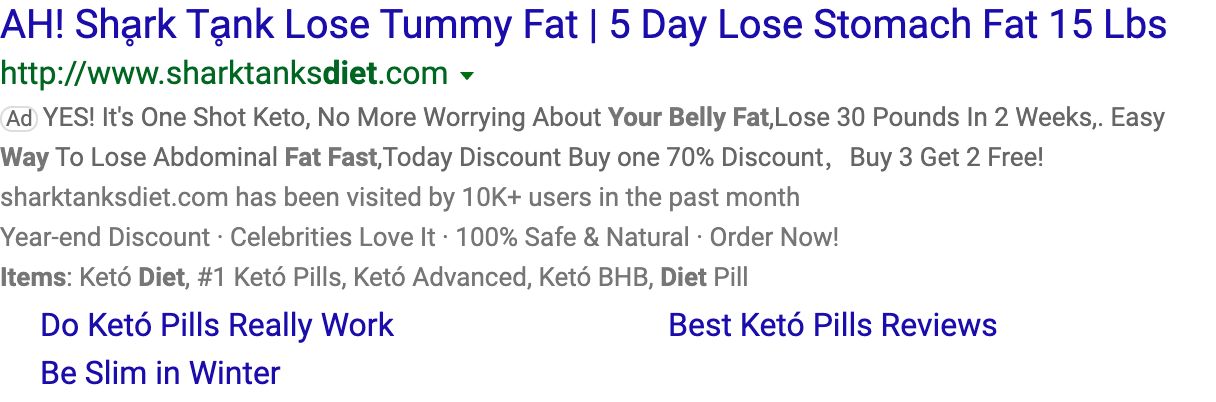 AH! Shḁrk Tḁnk Lose Tummy Fat | 5 Day Lose Stomach Fat 15 Lbs
http://www.sharktanksdiet.com
Ad YES! It's One Shot Keto, No More Worrying About Your Belly Fat,Lose 30 Pounds In 2 Weeks,. Easy
Way To Lose Abdominal Fat Fast,Today Discount Buy one 70% Discount，Buy 3 Get 2 Free!
sharktanksdiet.com has been visited by 10K+ users in the past month
Year-end Discount · Celebrities Love It · 100% Safe & Natural · Order Now!
Items: Ketó Diet, #1 Ketó Pills, Ketó Advanced, Ketó BHB, Diet Pill
Do Ketó Pills Really Work Best Ketó Pills Reviews
Be Slim in Winter